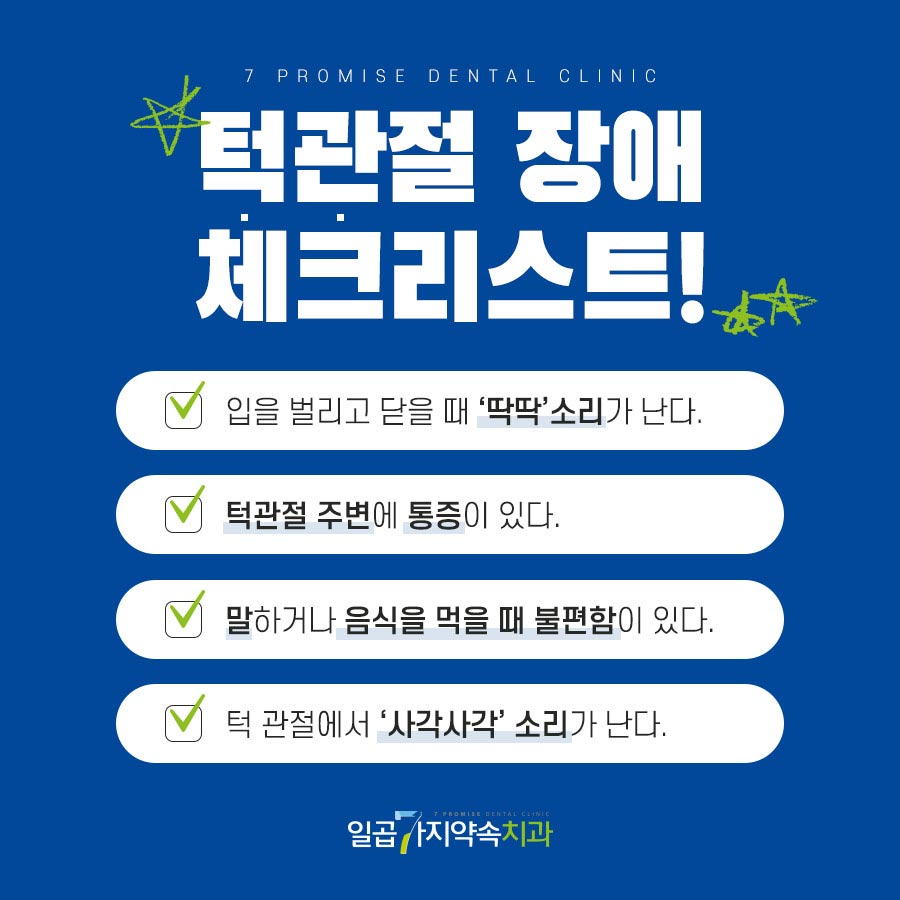 7 PROMISE DENTAL CLINIC
턱관절 장애
체크리스트!
입을 벌리고 닫을 때 ‘딱딱’소리가 난다.
턱관절 주변에 통증이 있다.
말하거나 음식을 먹을 때 불편함이 있다.
턱 관절에서 ‘사각사각’ 소리가 난다.
7 PROMISE DENTAL CLINIC
일곱7가지약속치과